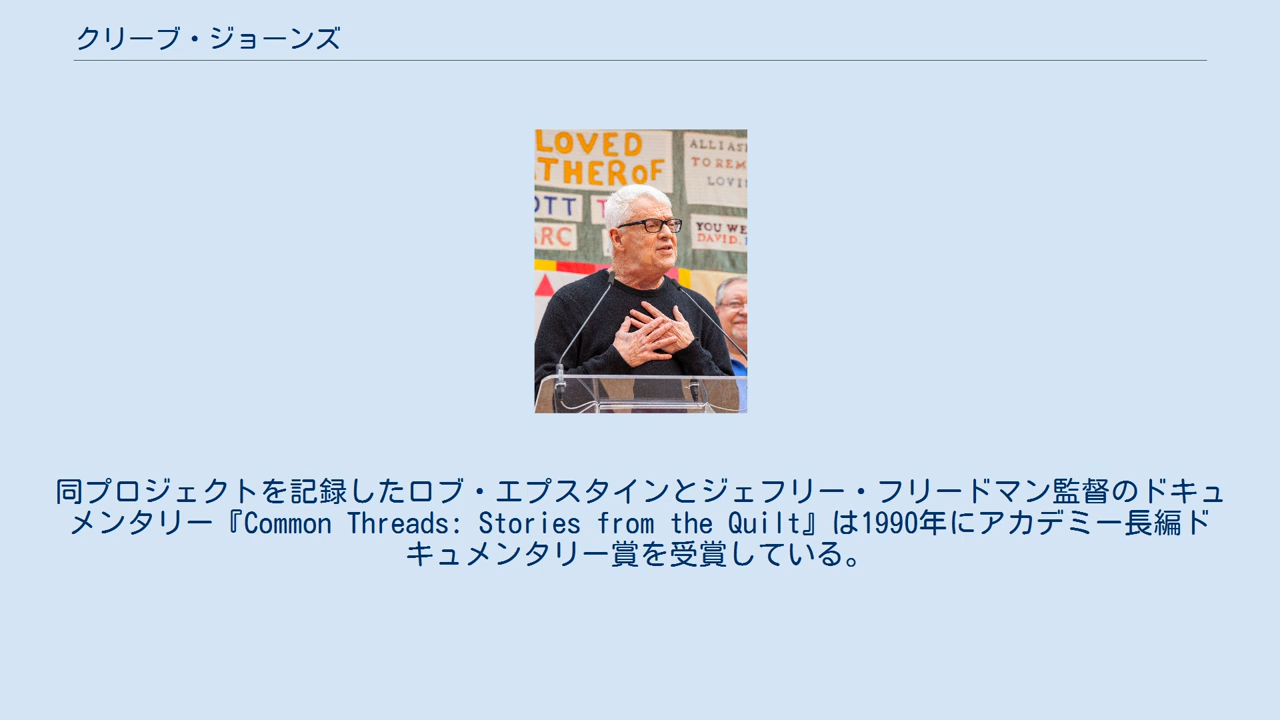 クリーブ・ジョーンズ
LOVED
THER OF
OTT T
ARC
ALLIAS
TO REM
LOVI
YOU WE
DAVID.
同プロジェクトを記録したロブ・エプスタインとジェフリー・フリードマン監督のドキュ
メンタリー『Common Threads: Stories from the Quilt』は1990年にアカデミー長編ド
キュメンタリー賞を受賞している。